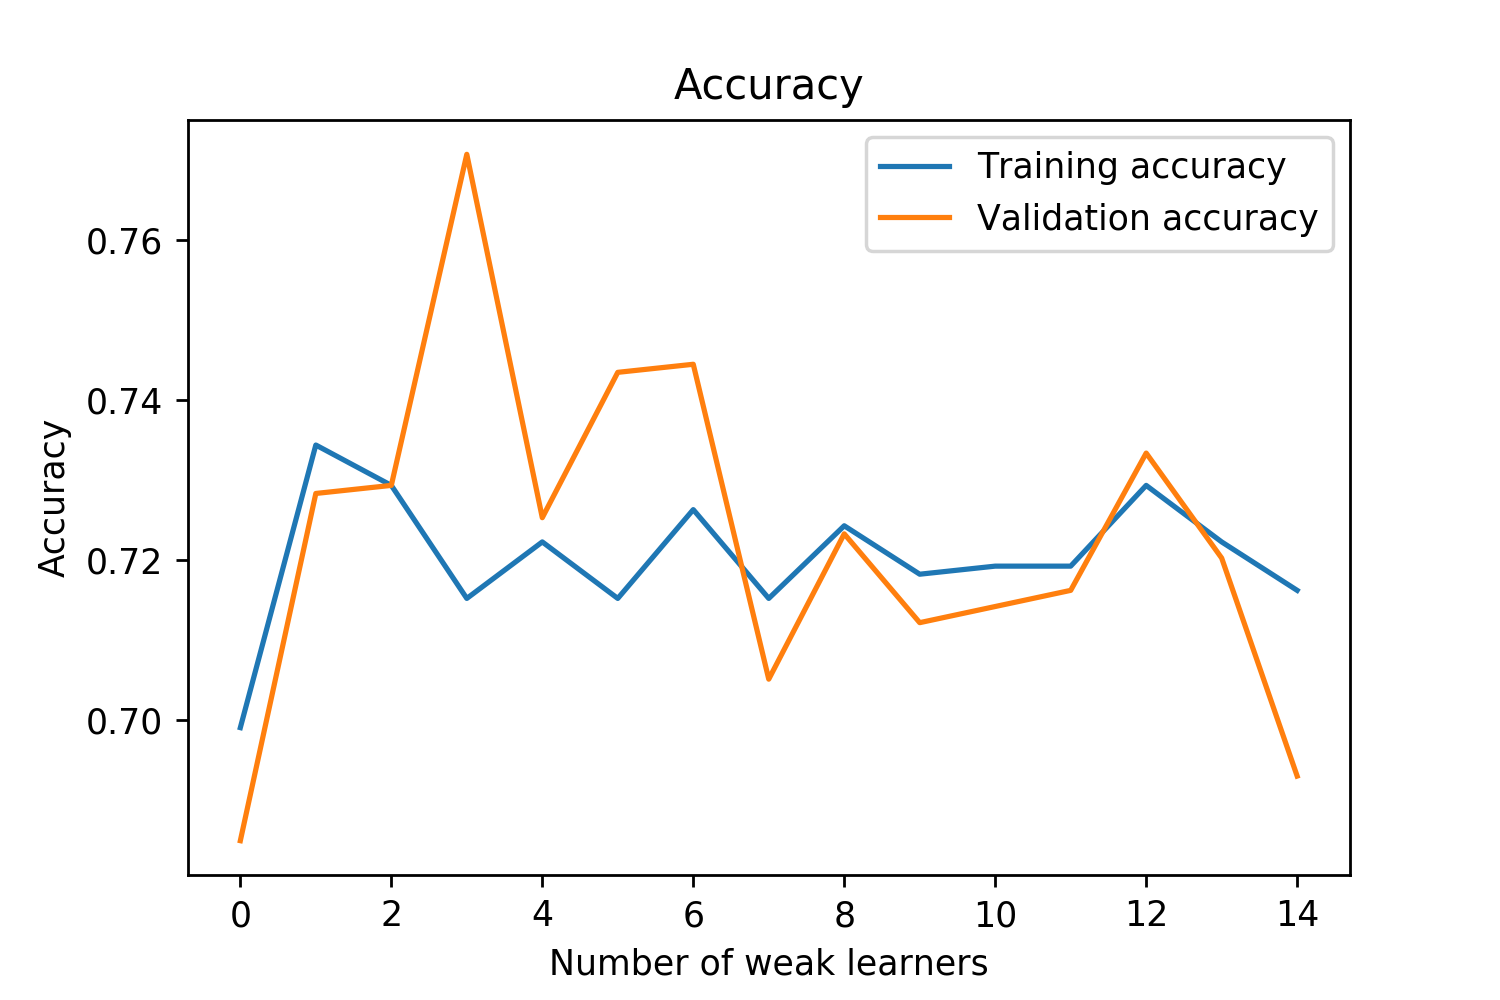 Accuracy
Training accuracy
Validation accuracy
Accuracy
0.76
0.74
0.72
0.70
0 2 4 6 8 10 12 14
Number of weak learners